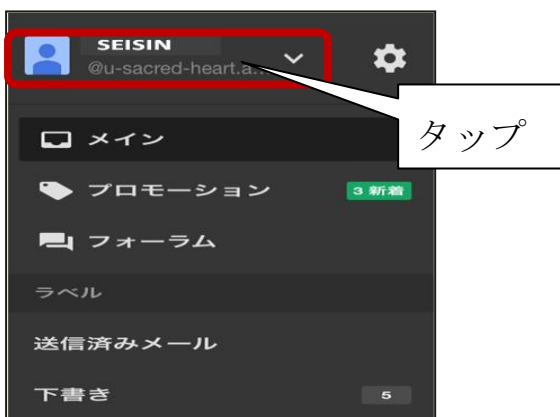 SEISIN
@u-sacred-heart.a...
タップ
メイン
プロモーション
3 新着
フォーラム
ラベル
送信済みメール
下書き
5